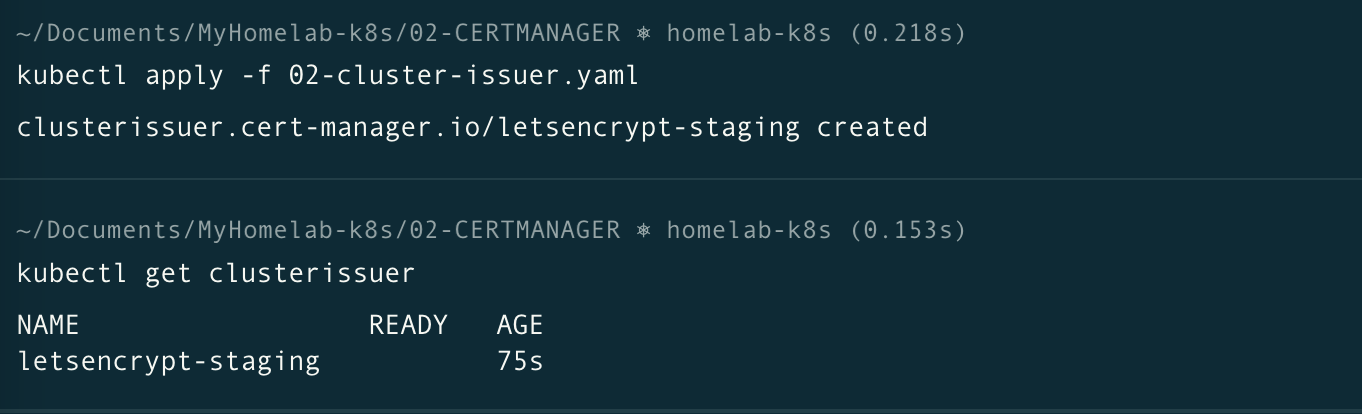 ~/Documents/MyHomelab-k8s/02-CERTMANAGER ⎈ homelab-k8s (0.218s)
kubectl apply -f 02-cluster-issuer.yaml
clusterissuer.cert-manager.io/letsencrypt-staging created
~/Documents/MyHomelab-k8s/02-CERTMANAGER ⎈ homelab-k8s (0.153s)
kubectl get clusterissuer
NAME                  READY   AGE
letsencrypt-staging           75s